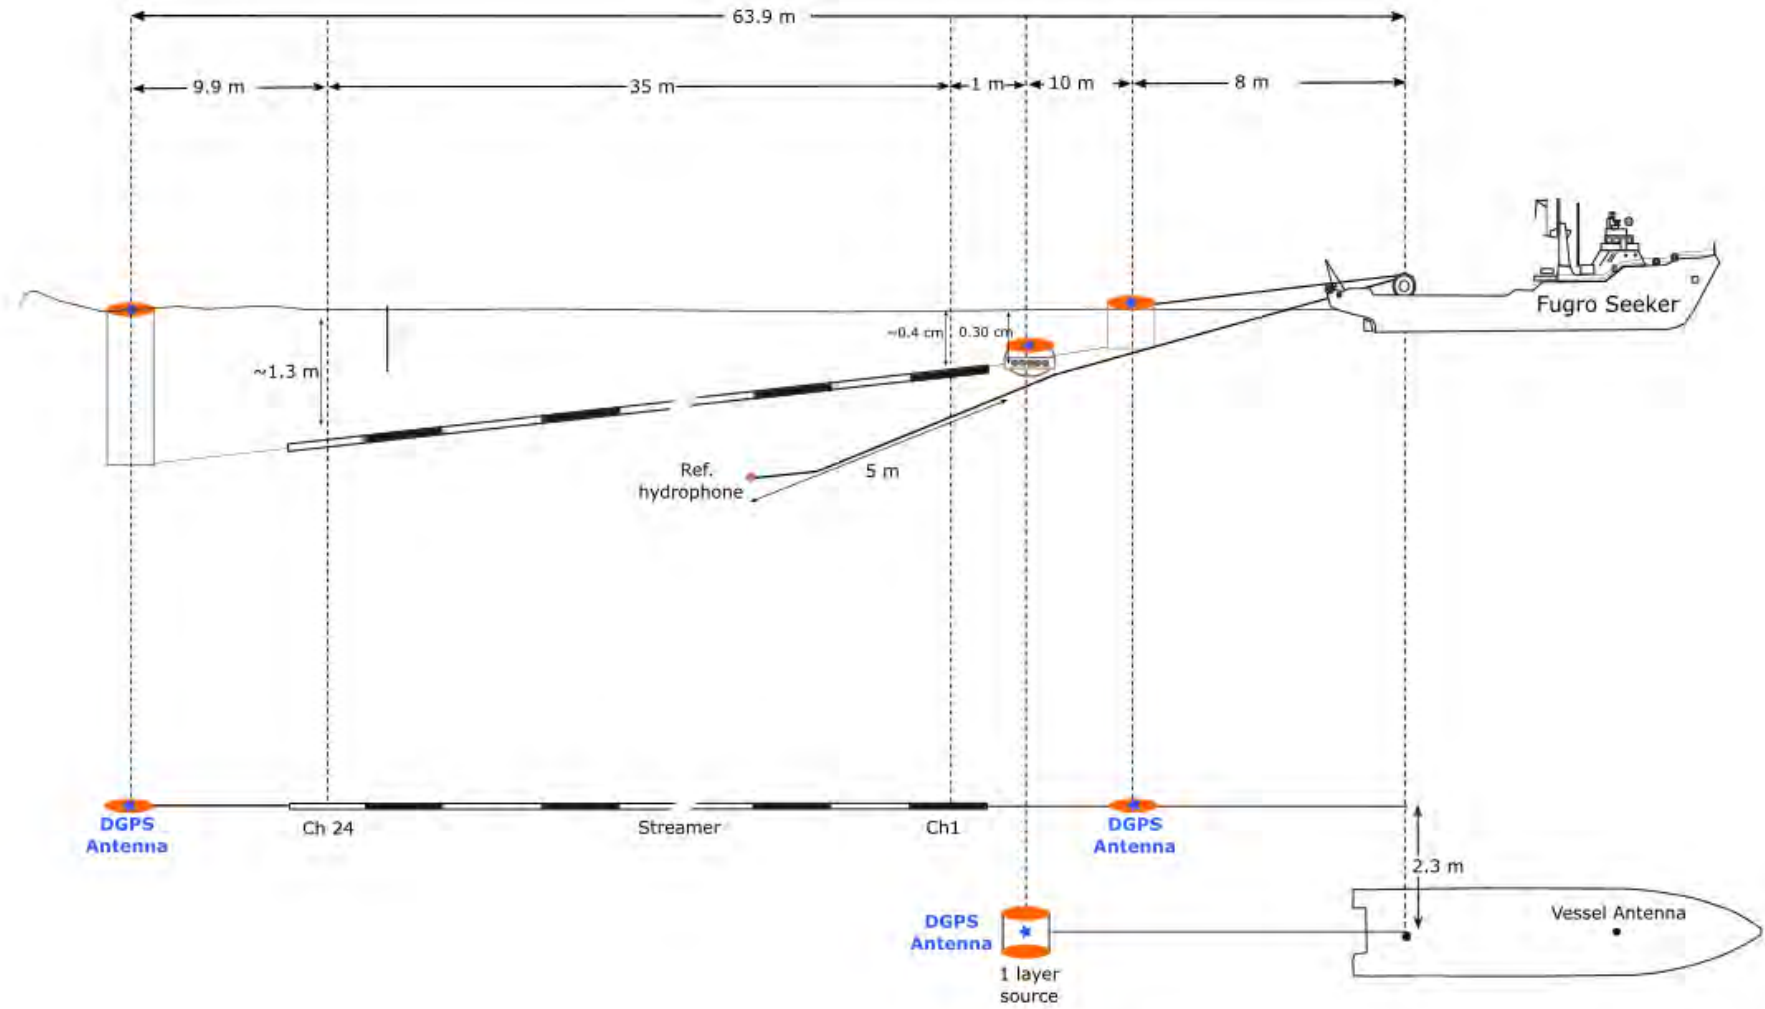 63.9 m
9.9 m
35 m
1 m
10 m
8 m
Fugro Seeker
~0.4 cm
0.30 cm
~1.3 m
Ref.
hydrophone
5 m
DGPS
Antenna
Ch 24
Streamer
Ch1
DGPS
Antenna
2.3 m
Vessel Antenna
DGPS
Antenna
1 layer
source